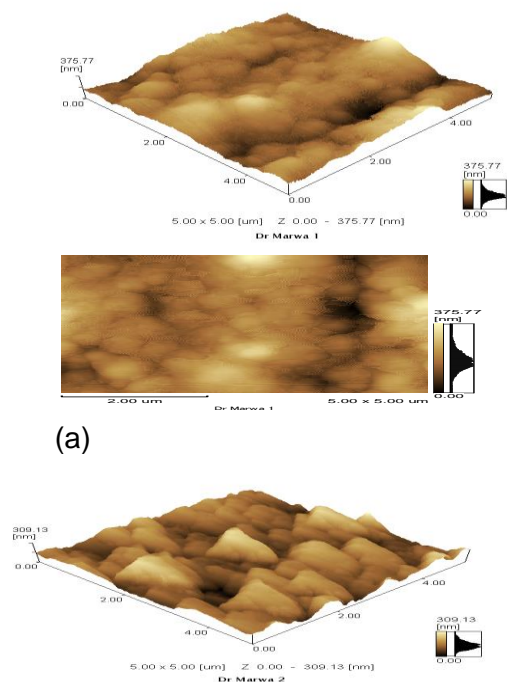 375.77
[nm]
0.00
2.00
4.00
0.00
2.00
4.00
375.77
[nm]
0.00
5.00 x 5.00 [um] Z 0.00 - 375.77 [nm]
Dr Marwa 1
375.77
[nm]
0.00
2.00 um
5.00 x 5.00 um
Dr Marwa 1
(a)
309.13
[nm]
0.00
2.00
4.00
0.00
2.00
4.00
309.13
[nm]
0.00
5.00 x 5.00 [um] Z 0.00 - 309.13 [nm]
Dr Marwa 2